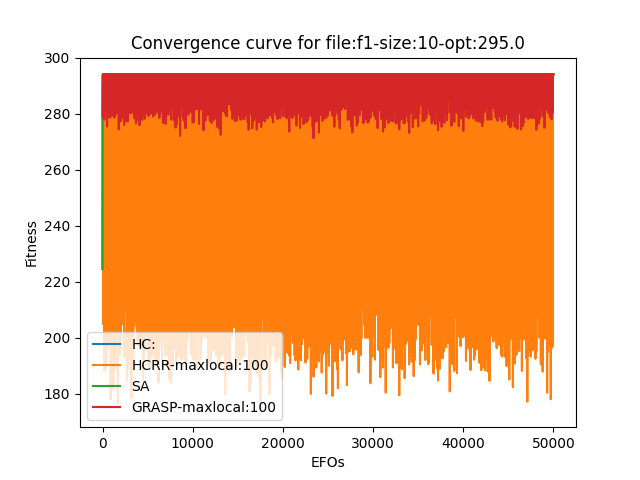 Convergence curve for file:f1-size:10-opt:295.0
300
280
260
240
220
200
180
Fitness
HC:
HCRR-maxlocal:100
SA
GRASP-maxlocal:100
0
10000
20000
30000
40000
50000
EFOs